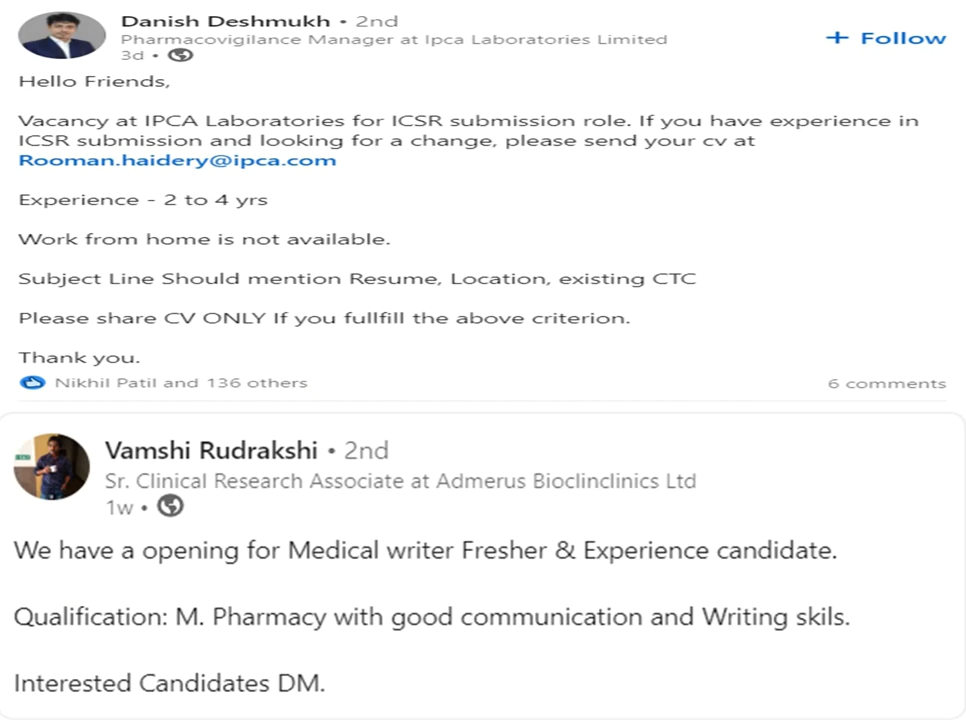 Danish Deshmukh • 2nd
Pharmacovigilance Manager at Ipca Laboratories Limited
3d •
+ Follow
Hello Friends,
Vacancy at IPCA Laboratories for ICSR submission role. If you have experience in
ICSR submission and looking for a change, please send your cv at
Rooman.haidery@ipca.com
Experience - 2 to 4 yrs
Work from home is not available.
Subject Line Should mention Resume, Location, existing CTC
Please share CV ONLY If you fullfill the above criterion.
Thank you.
Nikhil Patil and 136 others
6 comments
Vamshi Rudrakshi • 2nd
Sr. Clinical Research Associate at Admerus Bioclinclinics Ltd
1w •
We have a opening for Medical writer Fresher & Experience candidate.
Qualification: M. Pharmacy with good communication and Writing skils.
Interested Candidates DM.